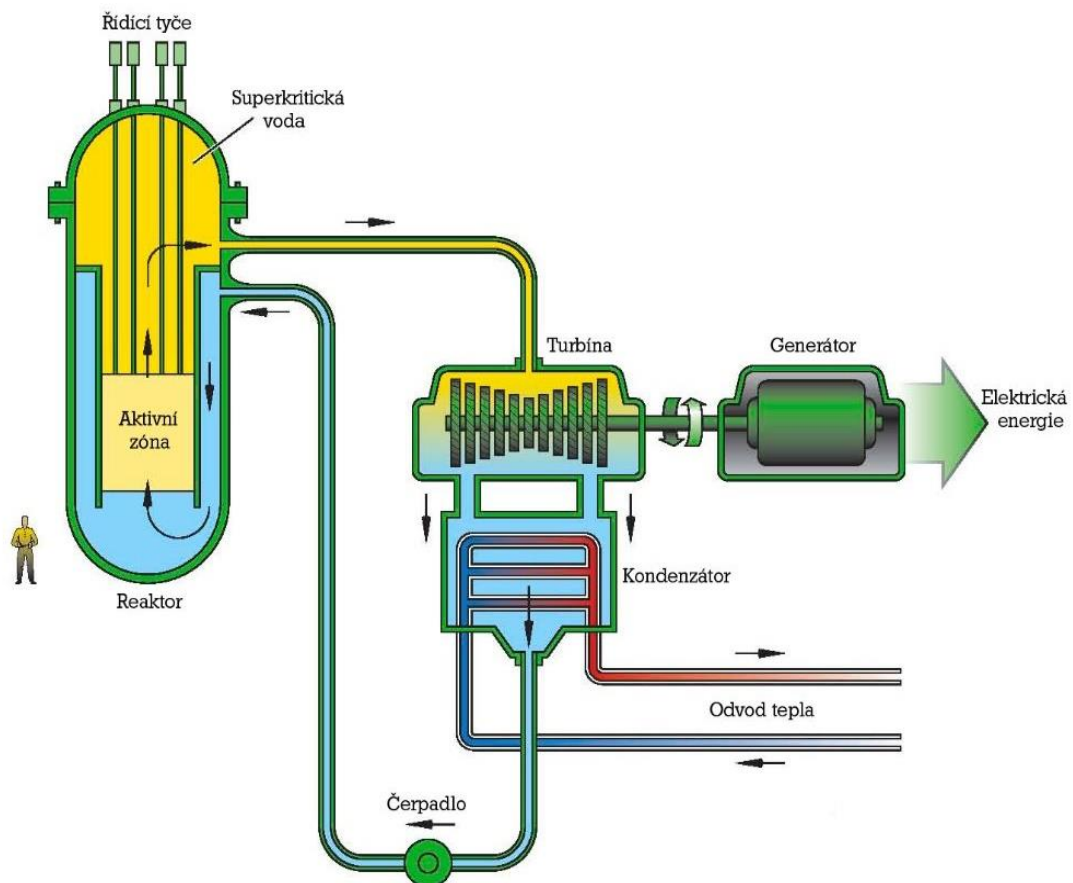 Řídící tyče
Superkritická
voda
Turbína
Generátor
Elektrická
energie
Aktivní
zóna
Kondenzátor
Reaktor
Odvod tepla
Čerpadlo